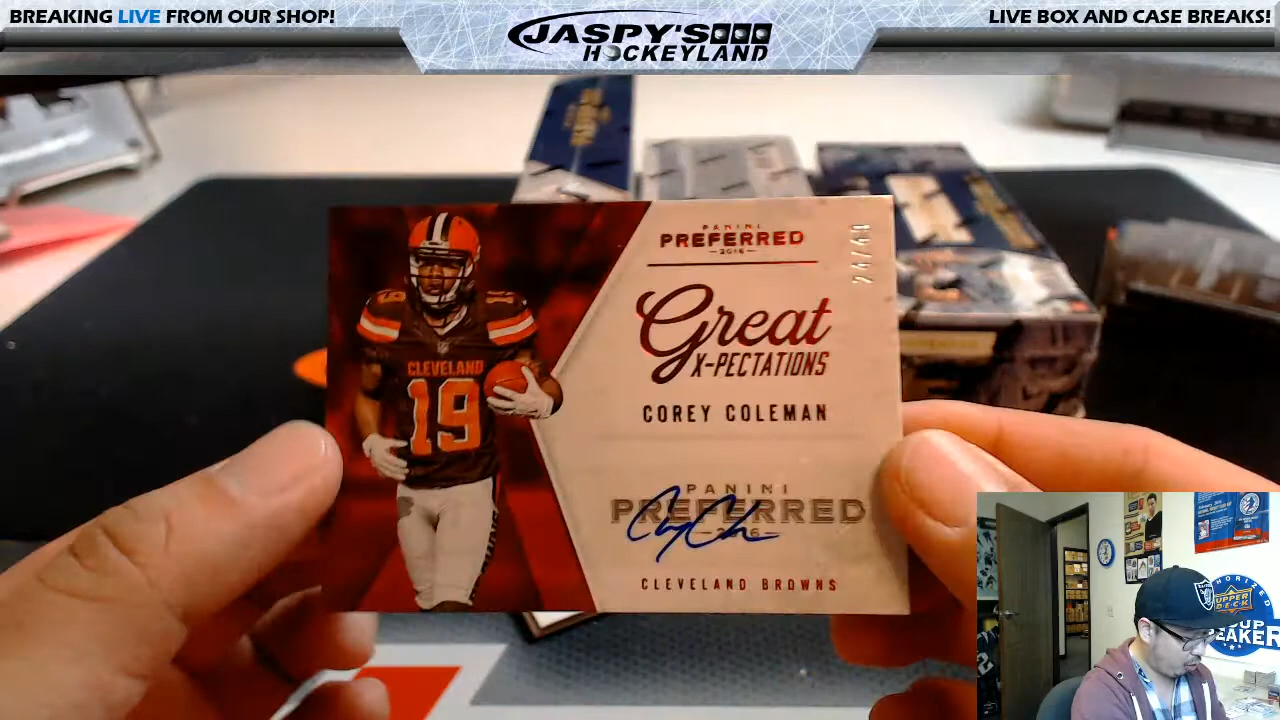 BREAKING LIVE FROM OUR SHOP!
JASPY'S
HOCKEYLAND
LIVE BOX AND CASE BREAKS!
PANINI
PREFERRED
2016
Great
X-PECTATIONS
COREY COLEMAN
PANINI
PREFERRED
CLEVELAND BROWNS
CLEVELAND
19
19
UPPER
DECK